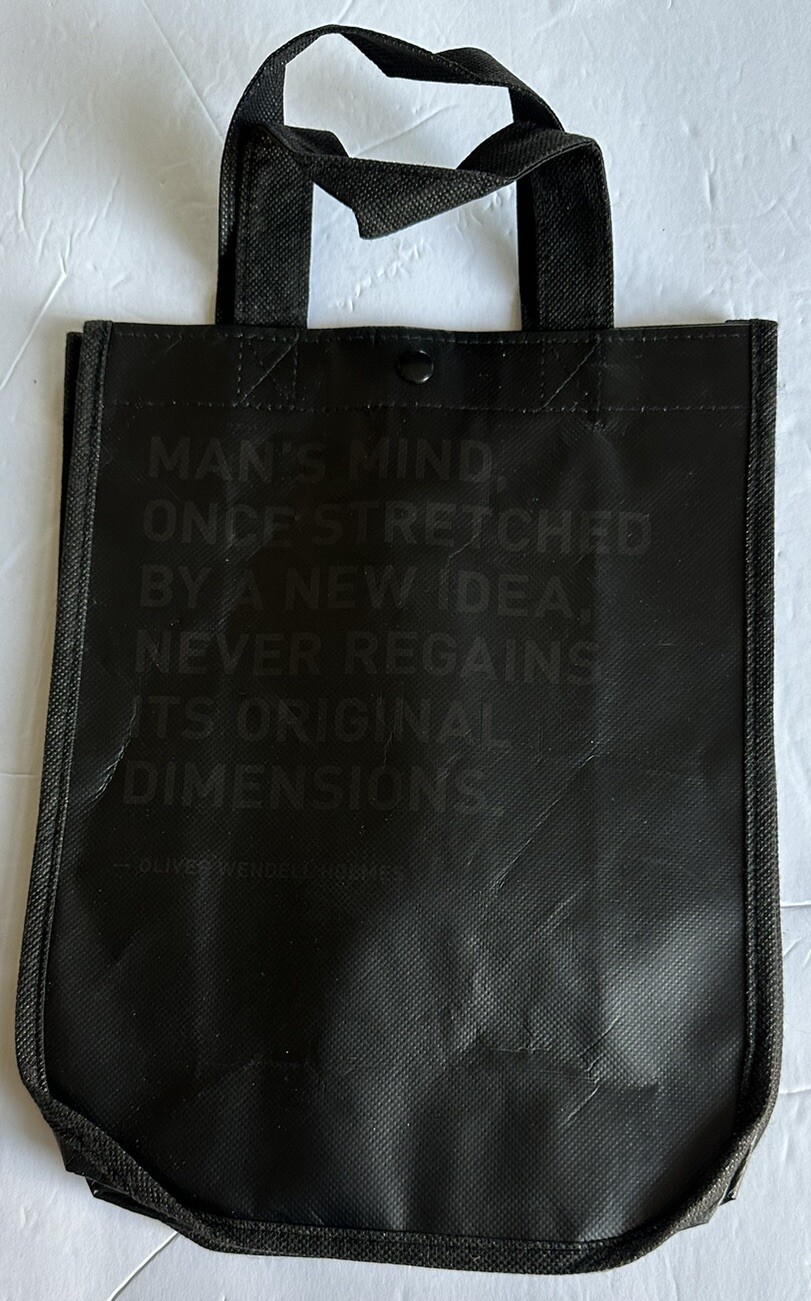 MAN'S MIND,
ONCE STRETCHED
BY A NEW IDEA,
NEVER REGAINS
ITS ORIGINAL
DIMENSIONS.
— OLIVER WENDELL HOLMES